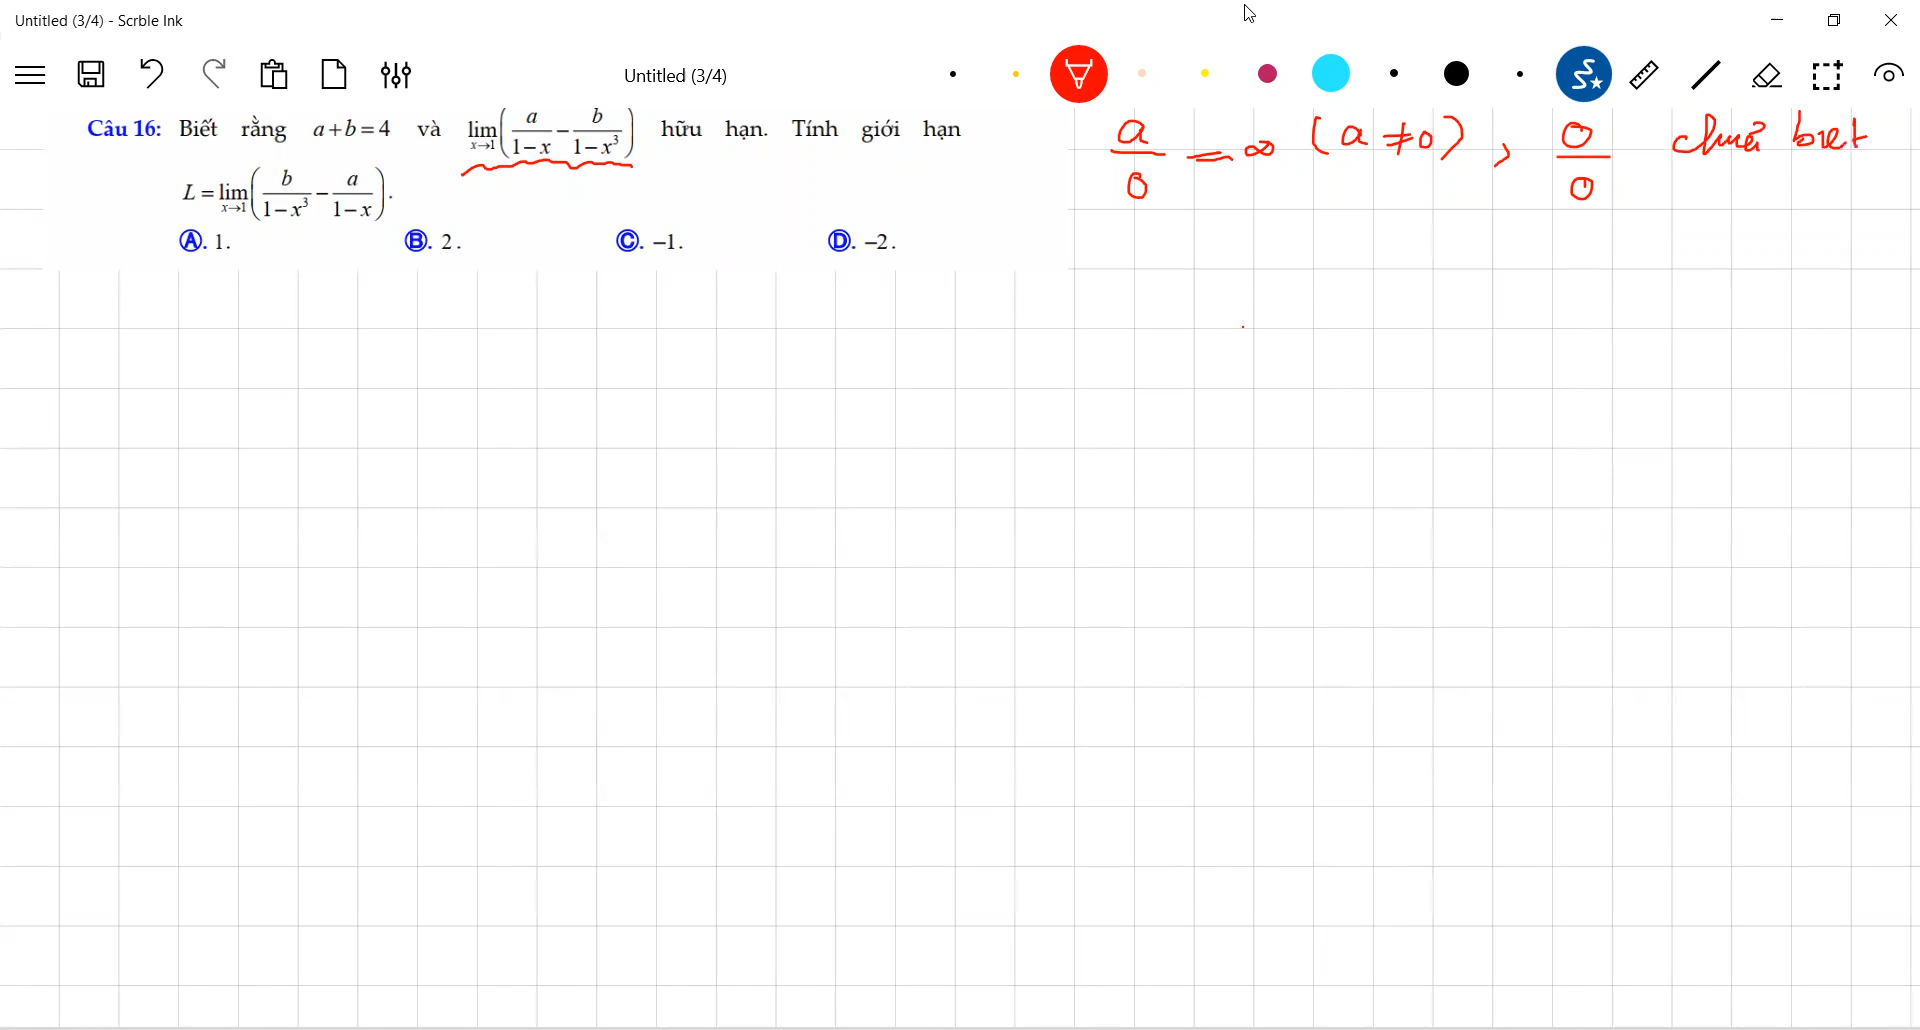 Untitled (3/4) - Scrble Ink
Untitled (3/4)
Câu 16: Biết rằng a+b=4 và lim_{x→1}(a/(1−x) − b/(1−x³)) hữu hạn. Tính giới hạn
L = lim_{x→1}(b/(1−x³) − a/(1−x)).
A. 1. B. 2. C. −1. D. −2.
a/0 = ∞ (a ≠ 0), 0/0 chưa biết